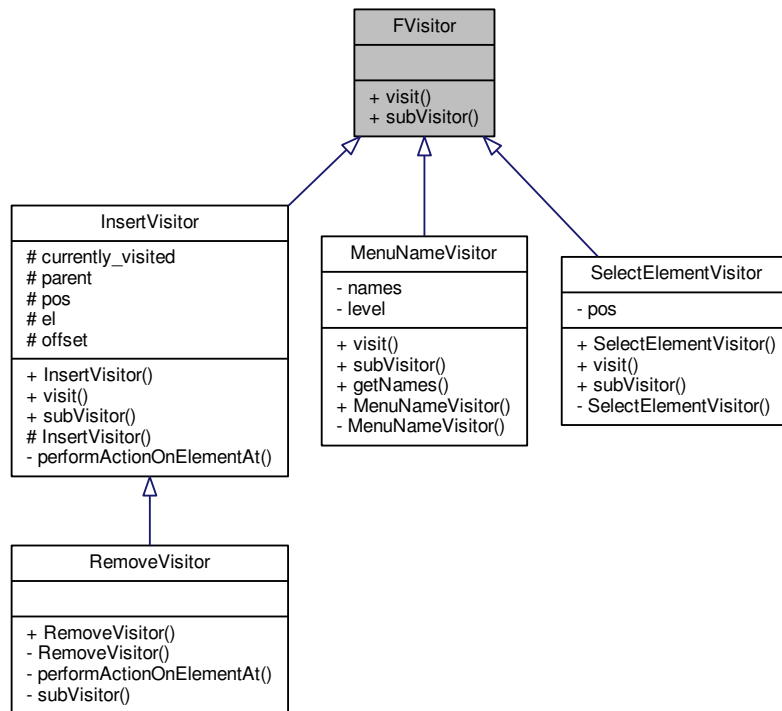 FVisitor
+ visit()
+ subVisitor()
InsertVisitor
# currently_visited
# parent
# pos
# el
# offset
+ InsertVisitor()
+ visit()
+ subVisitor()
# InsertVisitor()
- performActionOnElementAt()
MenuNameVisitor
- names
- level
+ visit()
+ subVisitor()
+ getNames()
+ MenuNameVisitor()
- MenuNameVisitor()
SelectElementVisitor
- pos
+ SelectElementVisitor()
+ visit()
+ subVisitor()
- SelectElementVisitor()
RemoveVisitor
+ RemoveVisitor()
- RemoveVisitor()
- performActionOnElementAt()
- subVisitor()